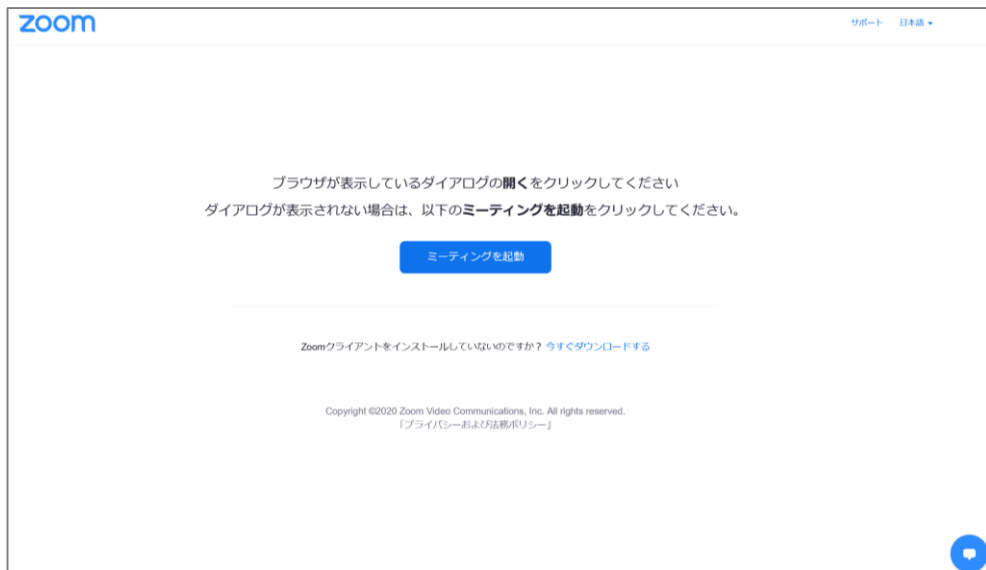 zoom
サポート 日本語
ブラウザが表示しているダイアログの開くをクリックしてください
ダイアログが表示されない場合は、以下のミーティングを起動をクリックしてください。
ミーティングを起動
Zoomクライアントをインストールしていないのですか？ 今すぐダウンロードする
Copyright ©2020 Zoom Video Communications, Inc. All rights reserved.
「プライバシーおよび法務ポリシー」